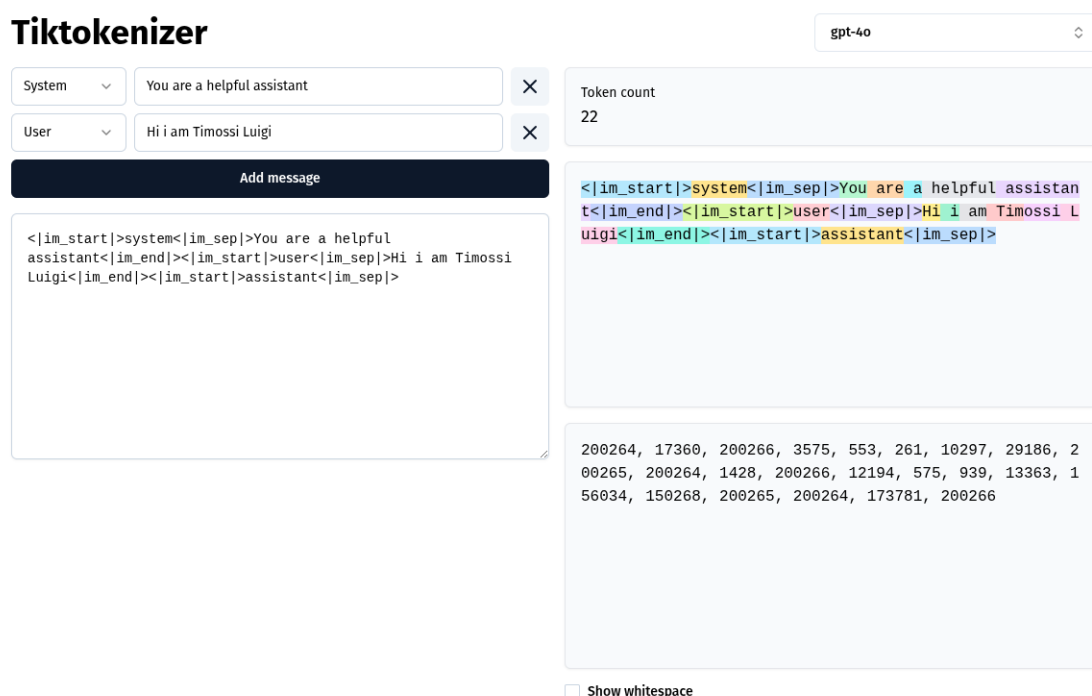 Tiktokenizer
gpt-4o
System
You are a helpful assistant
User
Hi i am Timossi Luigi
Add message
<|im_start|>system<|im_sep|>You are a helpful
assistant<|im_end|><|im_start|>user<|im_sep|>Hi i am Timossi
Luigi<|im_end|><|im_start|>assistant<|im_sep|>
Token count
22
<|im_start|>system<|im_sep|>You are a helpful assistan
t<|im_end|><|im_start|>user<|im_sep|>Hi i am Timossi L
uigi<|im_end|><|im_start|>assistant<|im_sep|>
200264, 17360, 200266, 3575, 553, 261, 10297, 29186, 2
00265, 200264, 1428, 200266, 12194, 575, 939, 13363, 1
56034, 150268, 200265, 200264, 173781, 200266
Show whitespace